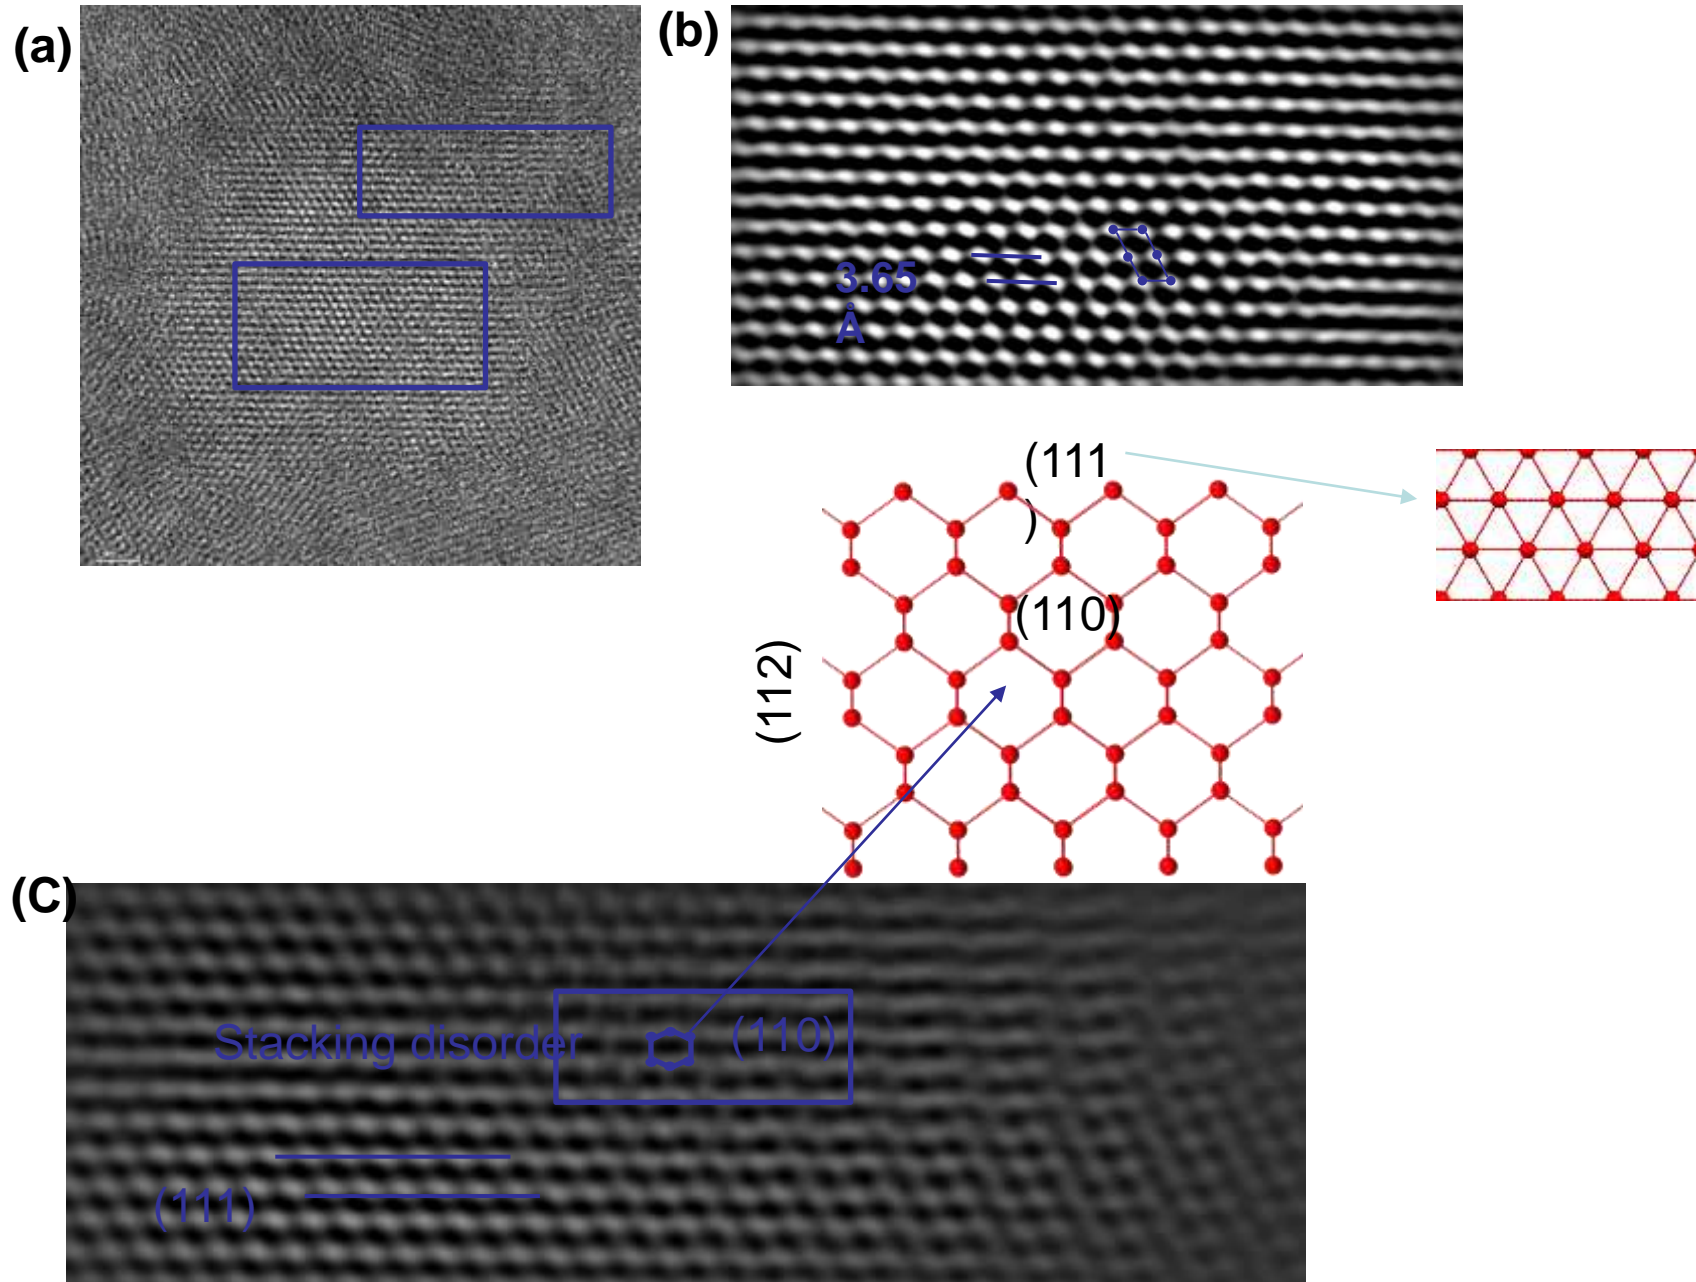 (a)
(b)
3.65
Å
(111
)
(110)
(112)
(C)
Stacking disorder
(110)
(111)